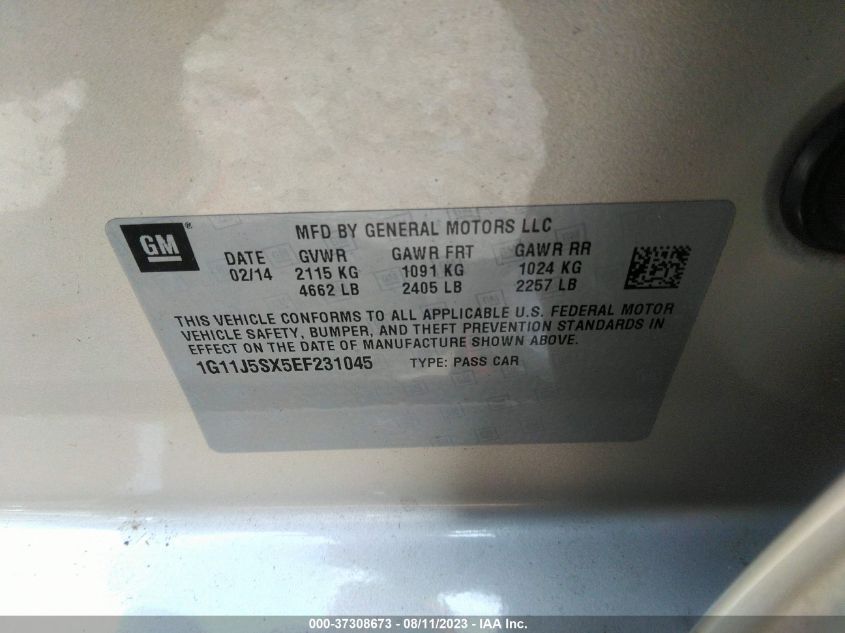 GM®
MFD BY GENERAL MOTORS LLC
DATE GVWR GAWR FRT GAWR RR
02/14 2115 KG 1091 KG 1024 KG
4662 LB 2405 LB 2257 LB
THIS VEHICLE CONFORMS TO ALL APPLICABLE U.S. FEDERAL MOTOR
VEHICLE SAFETY, BUMPER, AND THEFT PREVENTION STANDARDS IN
EFFECT ON THE DATE OF MANUFACTURE SHOWN ABOVE.
1G11J5SX5EF231045 TYPE: PASS CAR
000-37308673 - 08/11/2023 - IAA Inc.